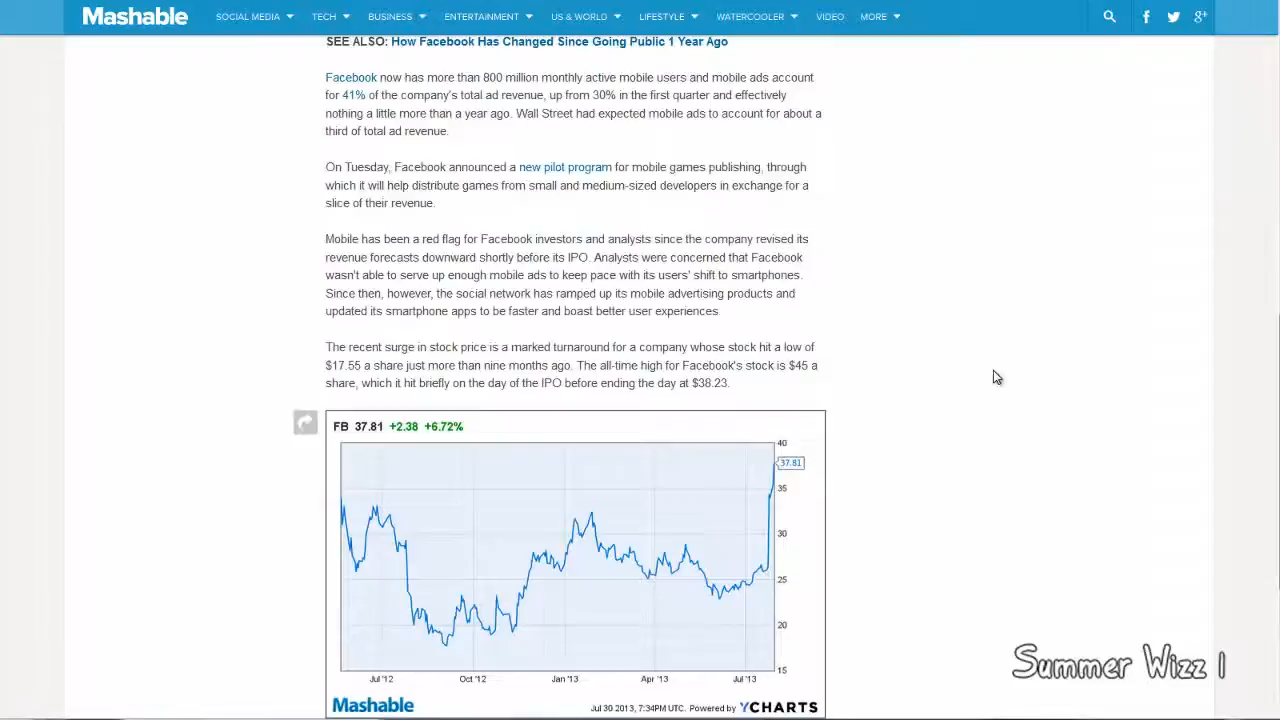 Mashable SOCIAL MEDIA TECH BUSINESS ENTERTAINMENT US & WORLD LIFESTYLE WATERCOOLER VIDEO MORE
SEE ALSO: How Facebook Has Changed Since Going Public 1 Year Ago
Facebook now has more than 800 million monthly active mobile users and mobile ads account
for 41% of the company's total ad revenue, up from 30% in the first quarter and effectively
nothing a little more than a year ago. Wall Street had expected mobile ads to account for about a
third of total ad revenue.
On Tuesday, Facebook announced a new pilot program for mobile games publishing, through
which it will help distribute games from small and medium-sized developers in exchange for a
slice of their revenue.
Mobile has been a red flag for Facebook investors and analysts since the company revised its
revenue forecasts downward shortly before its IPO. Analysts were concerned that Facebook
wasn't able to serve up enough mobile ads to keep pace with its users' shift to smartphones.
Since then, however, the social network has ramped up its mobile advertising products and
updated its smartphone apps to be faster and boast better user experiences.
The recent surge in stock price is a marked turnaround for a company whose stock hit a low of
$17.55 a share just more than nine months ago. The all-time high for Facebook's stock is $45 a
share, which it hit briefly on the day of the IPO before ending the day at $38.23.
FB 37.81 +2.38 +6.72%
40
37.81
35
30
25
20
15
Jul '12 Oct '12 Jan '13 Apr '13 Jul '13
Mashable Jul 30 2013, 7:34PM UTC. Powered by YCHARTS
Summer Wizz 1